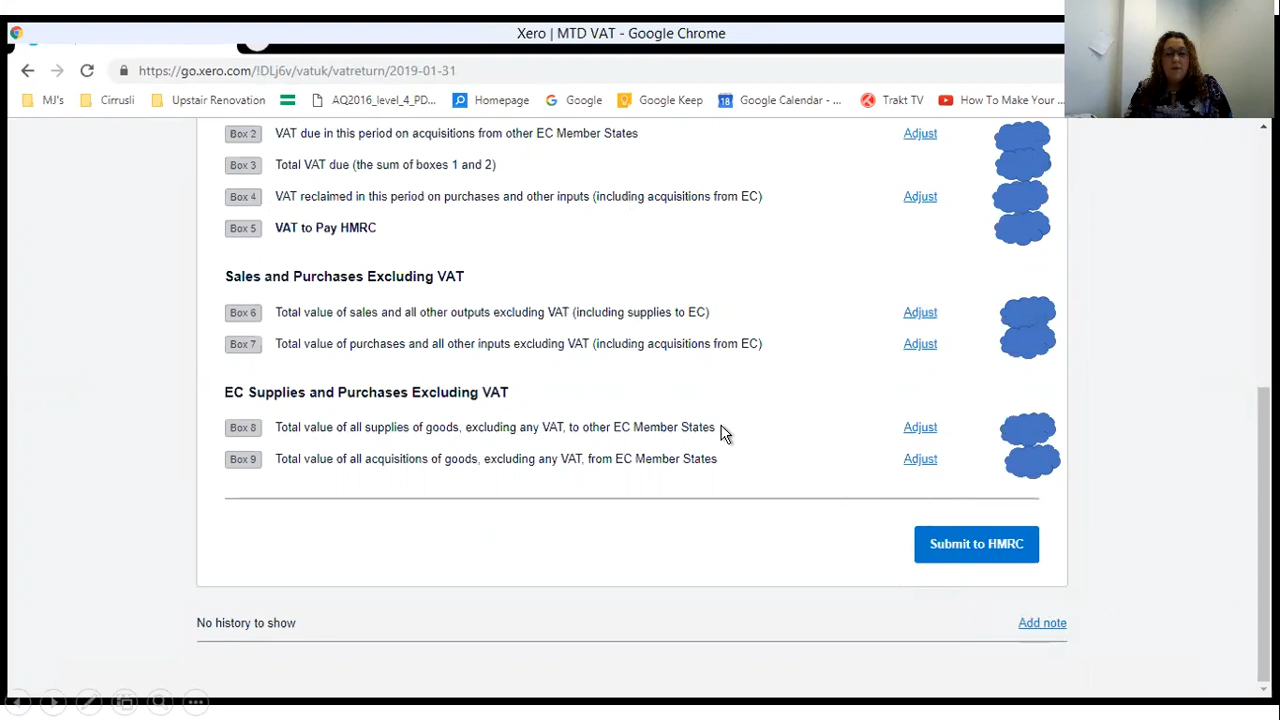 Xero | MTD VAT - Google Chrome
https://go.xero.com/!DLj6v/vatuk/vatreturn/2019-01-31
MJ's Cirrusli Upstair Renovation AQ2016_level_4_PD... Homepage Google Google Keep 18 Google Calendar - ... Trakt TV How To Make Your ...
Box 2 VAT due in this period on acquisitions from other EC Member States Adjust
Box 3 Total VAT due (the sum of boxes 1 and 2)
Box 4 VAT reclaimed in this period on purchases and other inputs (including acquisitions from EC) Adjust
Box 5 VAT to Pay HMRC
Sales and Purchases Excluding VAT
Box 6 Total value of sales and all other outputs excluding VAT (including supplies to EC) Adjust
Box 7 Total value of purchases and all other inputs excluding VAT (including acquisitions from EC) Adjust
EC Supplies and Purchases Excluding VAT
Box 8 Total value of all supplies of goods, excluding any VAT, to other EC Member States Adjust
Box 9 Total value of all acquisitions of goods, excluding any VAT, from EC Member States Adjust
Submit to HMRC
No history to show Add note